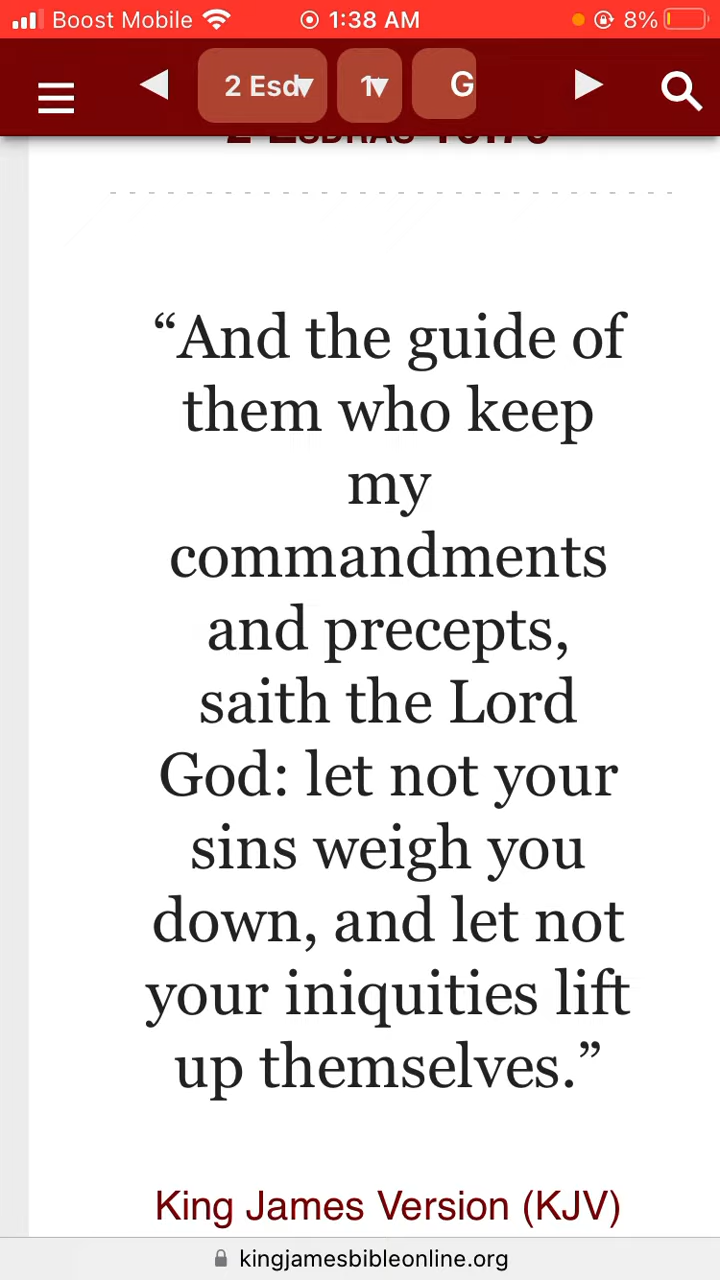 Boost Mobile 1:38 AM 8%
2 Esd 1 G
“And the guide of
them who keep
my
commandments
and precepts,
saith the Lord
God: let not your
sins weigh you
down, and let not
your iniquities lift
up themselves.”
King James Version (KJV)
kingjamesbibleonline.org